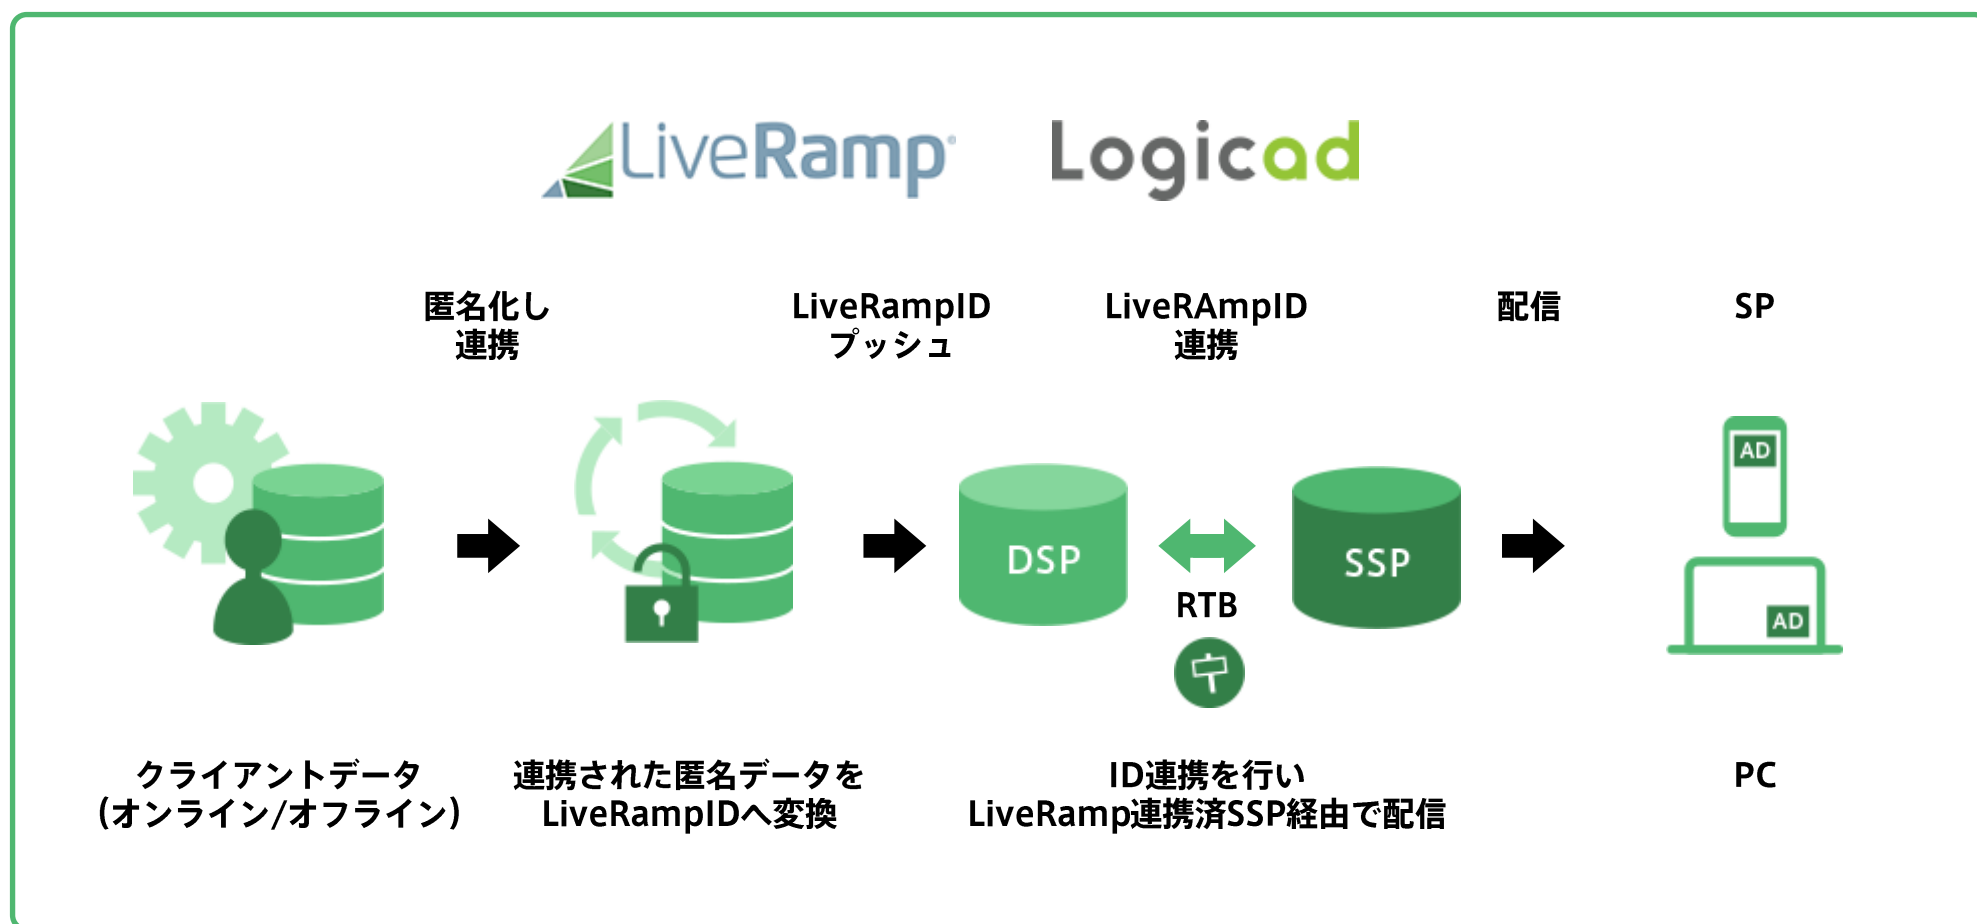 LiveRamp
Logicad
匿名化し
連携
LiveRampID
プッシュ
LiveRAmpID
連携
配信
SP
AD
DSP
SSP
RTB
AD
クライアントデータ
(オンライン/オフライン)
連携された匿名データを
LiveRampIDへ変換
ID連携を行い
LiveRamp連携済SSP経由で配信
PC